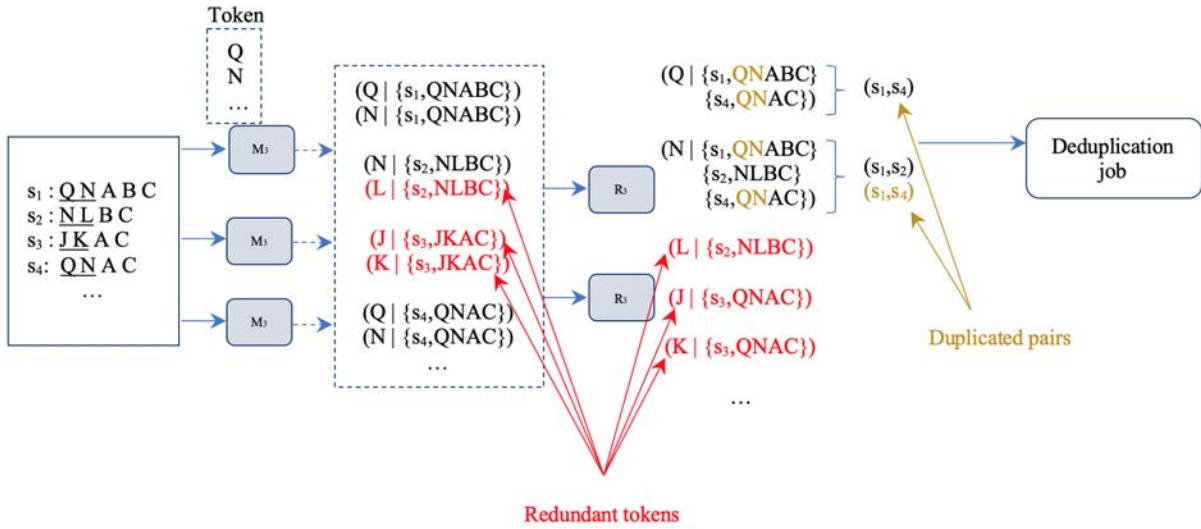 Token
Q
N
...
s₁ : Q N A B C
s₂ : N L B C
s₃ : J K A C
s₄: Q N A C
...
M₃
M₃
M₃
(Q | {s₁,QNABC})
(N | {s₁,QNABC})
(N | {s₂,NLBC})
(L | {s₂,NLBC})
(J | {s₃,JKAC})
(K | {s₃,JKAC})
(Q | {s₄,QNAC})
(N | {s₄,QNAC})
...
R₃
R₃
(Q | {s₁,QNABC}
{s₄,QNAC})
(N | {s₁,QNABC}
{s₂,NLBC}
{s₄,QNAC})
(L | {s₂,NLBC})
(J | {s₃,QNAC})
(K | {s₃,QNAC})
...
(s₁,s₄)
(s₁,s₂)
(s₁,s₄)
Deduplication
job
Duplicated pairs
Redundant tokens